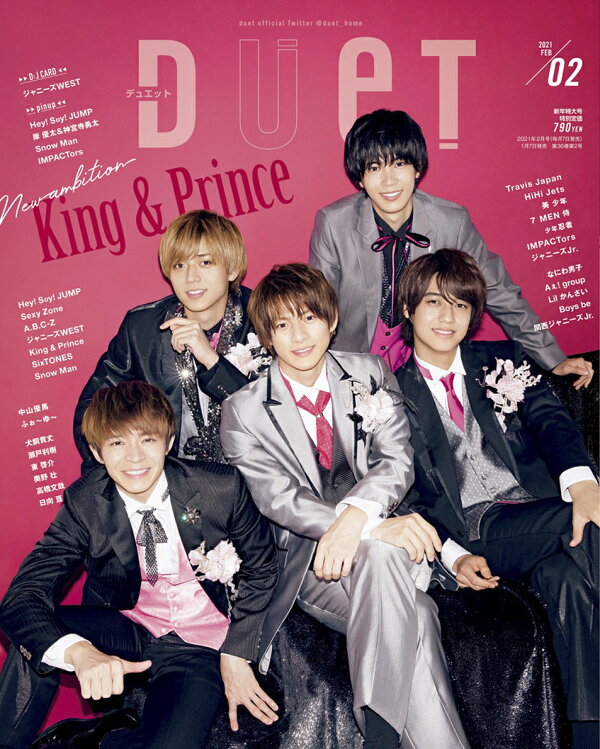 duet official Twitter @duet_home
DUET
デュエット
2021
FEB
02
新年特大号
特別定価
790YEN
2021年2月号(毎月7日発売)
1月7日発売 第35巻第2号
▸▸D-J CARD◂◂
ジャニーズWEST
▸▸pinup◂◂
Hey! Say! JUMP
岸 優太&神宮寺勇太
Snow Man
IMPACTors
New ambition
King & Prince
Travis Japan
HiHi Jets
美 少年
7 MEN 侍
少年忍者
IMPACTors
ジャニーズJr.
なにわ男子
Aぇ! group
Lil かんさい
Boys be
関西ジャニーズJr.
Hey! Say! JUMP
Sexy Zone
A.B.C-Z
ジャニーズWEST
King & Prince
SixTONES
Snow Man
中山優馬
ふぉ〜ゆ〜
犬飼貴丈
瀬戸利樹
東 啓介
奥野 壮
高橋文哉
日向 亘